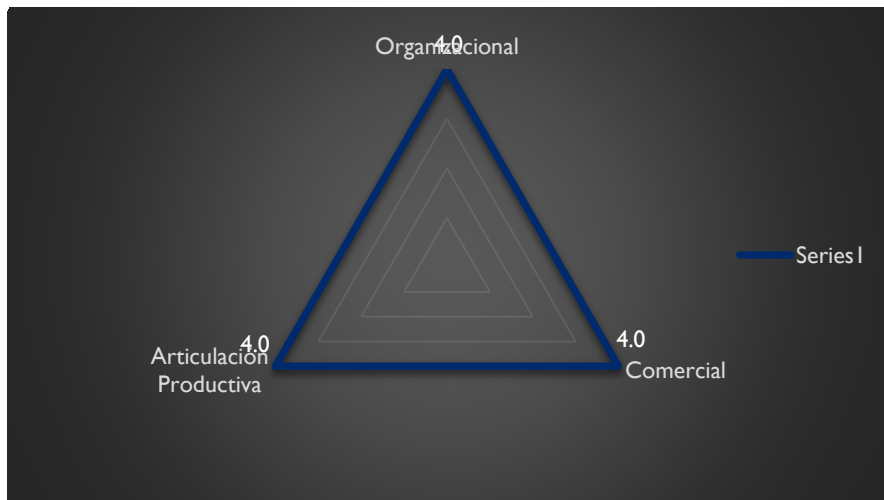 4.0
Organizacional
Series1
4.0
Comercial
4.0
Articulación
Productiva